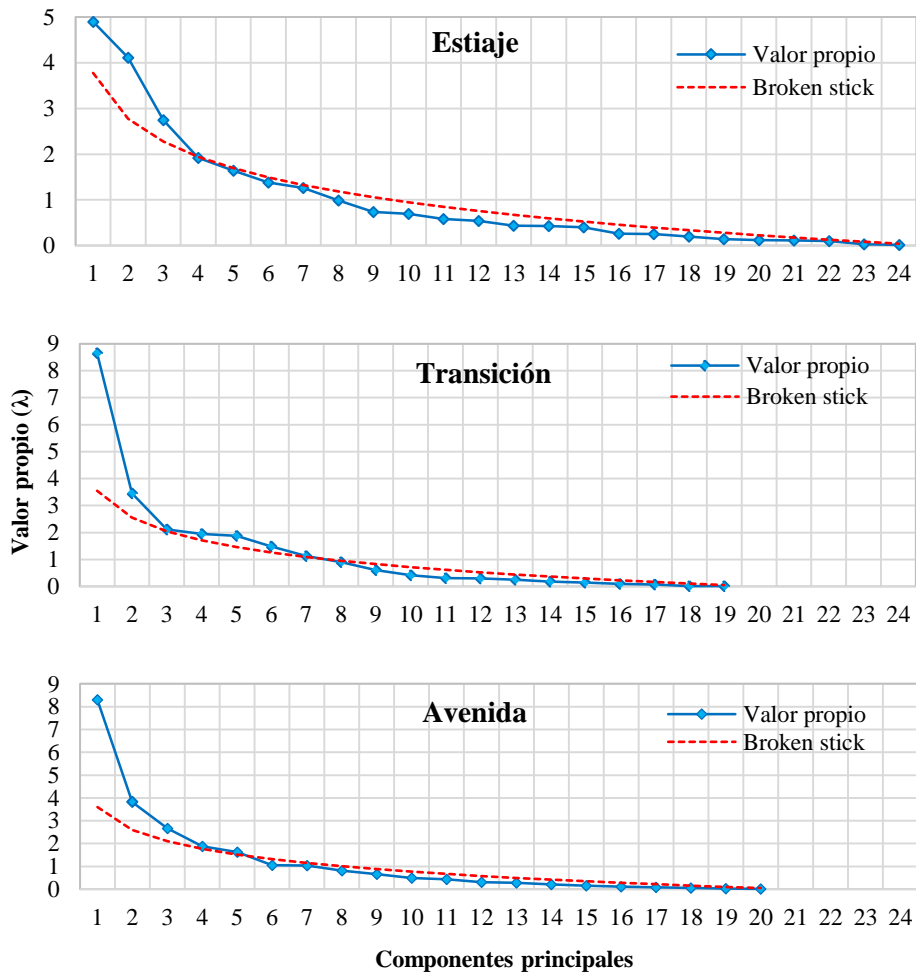 5
Estiaje
Valor propio
4
Broken stick
3
2
1
0
1 2 3 4 5 6 7 8 9 10 11 12 13 14 15 16 17 18 19 20 21 22 23 24
Valor propio (λ)
9
Transición
Valor propio
8
Broken stick
7
6
5
4
3
2
1
0
1 2 3 4 5 6 7 8 9 10 11 12 13 14 15 16 17 18 19 20 21 22 23 24
9
Avenida
Valor propio
8
Broken stick
7
6
5
4
3
2
1
0
1 2 3 4 5 6 7 8 9 10 11 12 13 14 15 16 17 18 19 20 21 22 23 24
Componentes principales